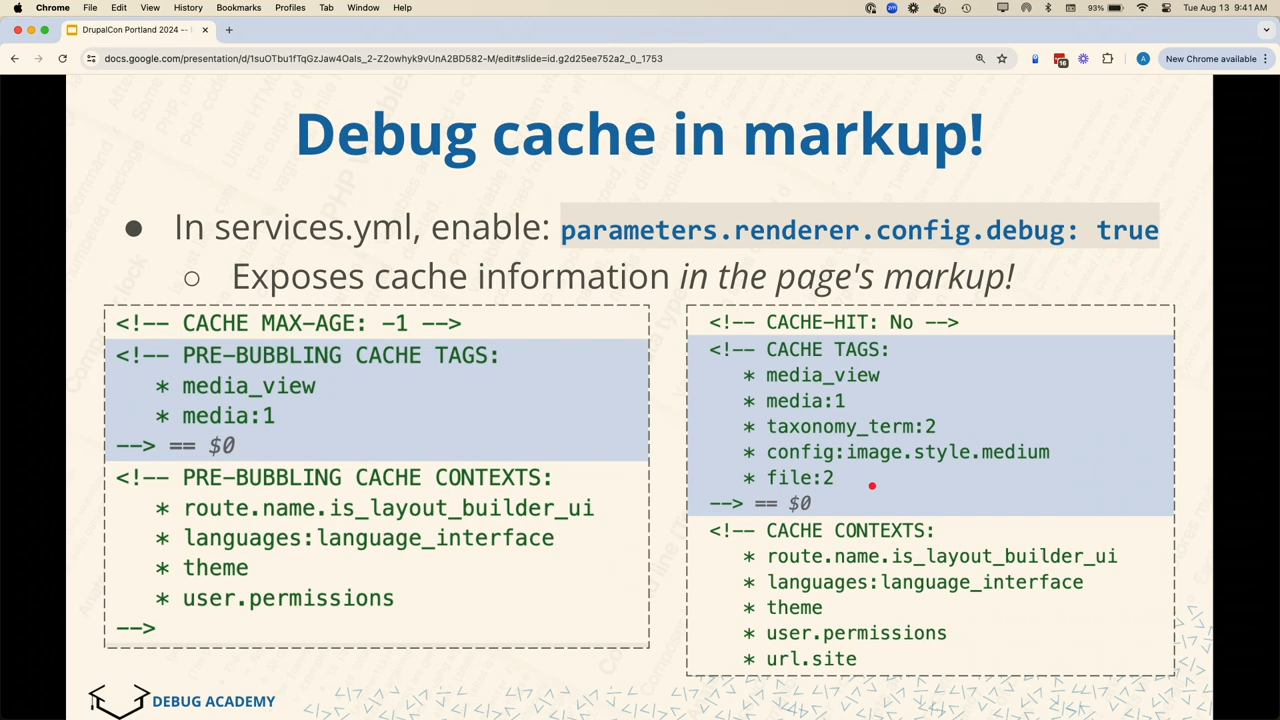 Chrome File Edit View History Bookmarks Profiles Tab Window Help 93% Tue Aug 13 9:41 AM
DrupalCon Portland 2024 --
docs.google.com/presentation/d/1suOTbu1fTqGzJaw4OaIs_2-Z2owhyk9vUnA2BD582-M/edit#slide=id.g2d25ee752a2_0_1753
16
A
New Chrome available
Debug cache in markup!
● In services.yml, enable: parameters.renderer.config.debug: true
○ Exposes cache information in the page's markup!
<!-- CACHE MAX-AGE: -1 -->
<!-- PRE-BUBBLING CACHE TAGS:
* media_view
* media:1
--> == $0
<!-- PRE-BUBBLING CACHE CONTEXTS:
* route.name.is_layout_builder_ui
* languages:language_interface
* theme
* user.permissions
-->
<!-- CACHE-HIT: No -->
<!-- CACHE TAGS:
* media_view
* media:1
* taxonomy_term:2
* config:image.style.medium
* file:2
--> == $0
<!-- CACHE CONTEXTS:
* route.name.is_layout_builder_ui
* languages:language_interface
* theme
* user.permissions
* url.site
DEBUG ACADEMY